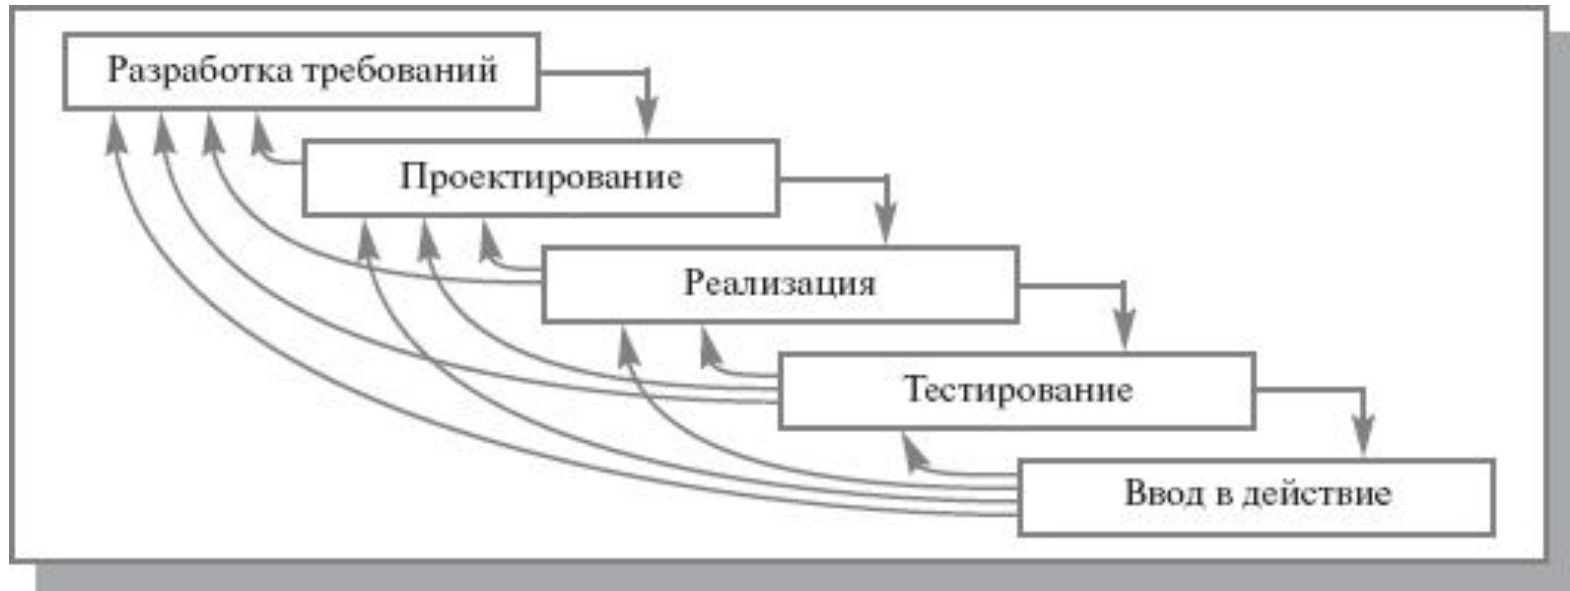 Разработка требований
Проектирование
Реализация
Тестирование
Ввод в действие